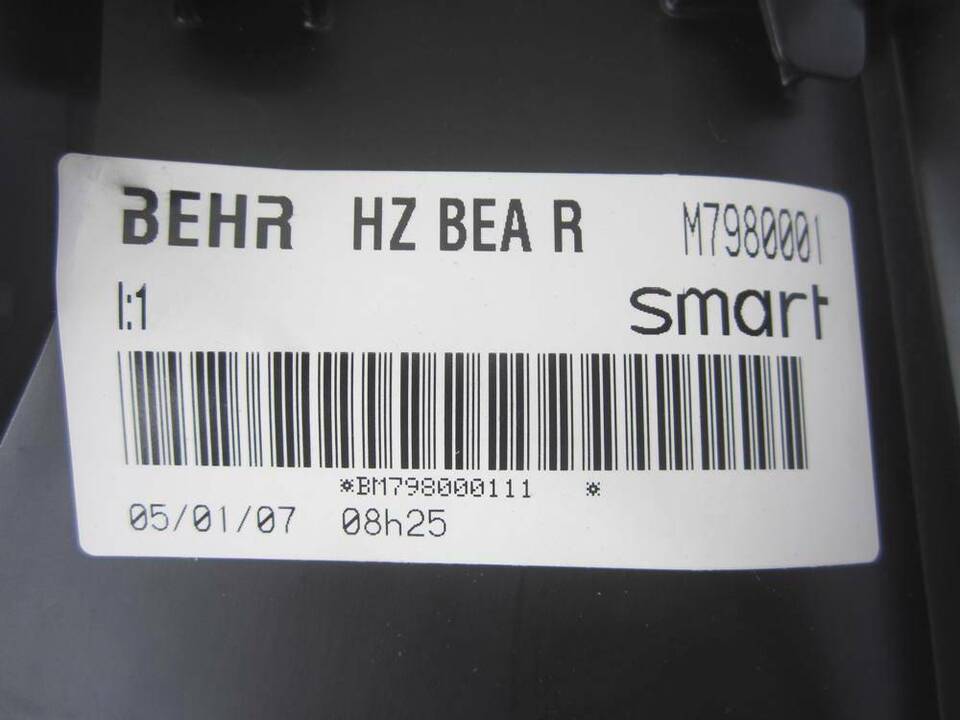 BEHR HZ BEA R M7980001
I:1 smart
*BM798000111 *
05/01/07 08h25